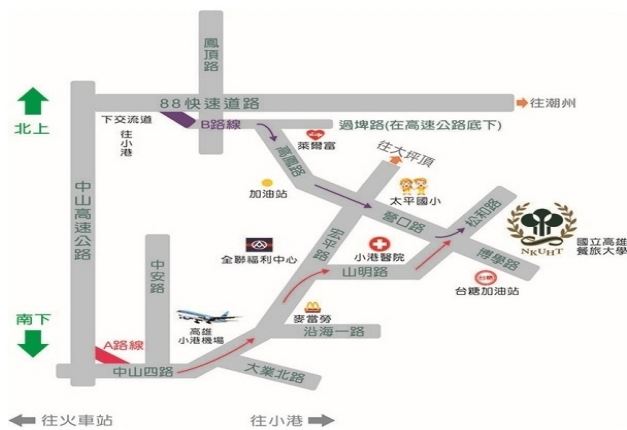 鳳頂路
88快速道路
往潮州
北上
下交流道
往小港
B路線
過埤路(在高速公路底下)
萊爾富
高鳳路
往大坪頂
加油站
太平國小
中山高速公路
營口路
松和路
NKUHT
國立高雄
餐旅大學
全聯福利中心
宏平路
小港醫院
山明路
博學路
台糖
台糖加油站
中安路
麥當勞
高雄
小港機場
沿海一路
南下
A路線
中山四路
大業北路
往火車站
往小港